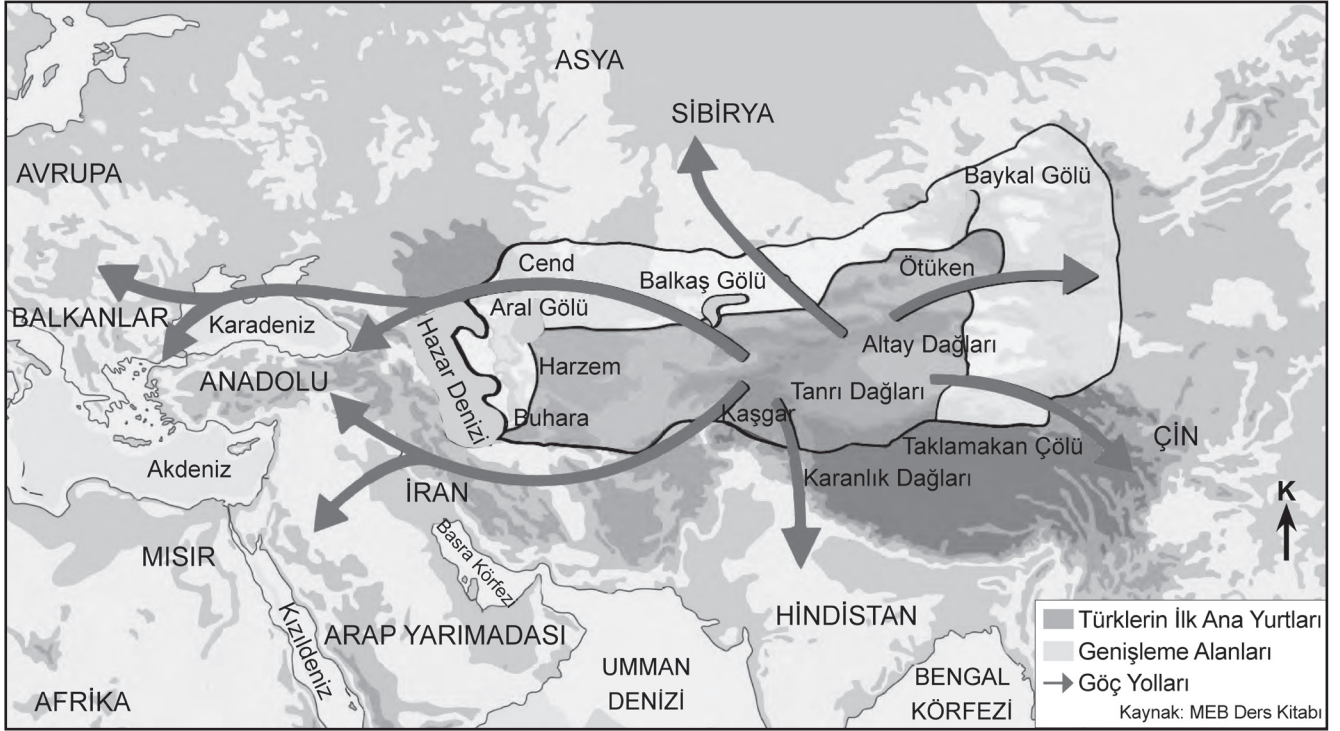 ASYA
SİBİRYA
AVRUPA
Baykal Gölü
Cend
Balkaş Gölü
Ötüken
Aral Gölü
BALKANLAR
Karadeniz
Hazar Denizi
Altay Dağları
Harzem
ANADOLU
Tanrı Dağları
Buhara
Kaşgar
ÇİN
Taklamakan Çölü
Akdeniz
Karanlık Dağları
İRAN
K
Basra Körfez
MISIR
HİNDİSTAN
Kızıldeniz
ARAP YARIMADASI
UMMAN
DENİZİ
BENGAL
KÖRFEZİ
AFRİKA
Türklerin İlk Ana Yurtları
Genişleme Alanları
Göç Yolları
Kaynak: MEB Ders Kitabı